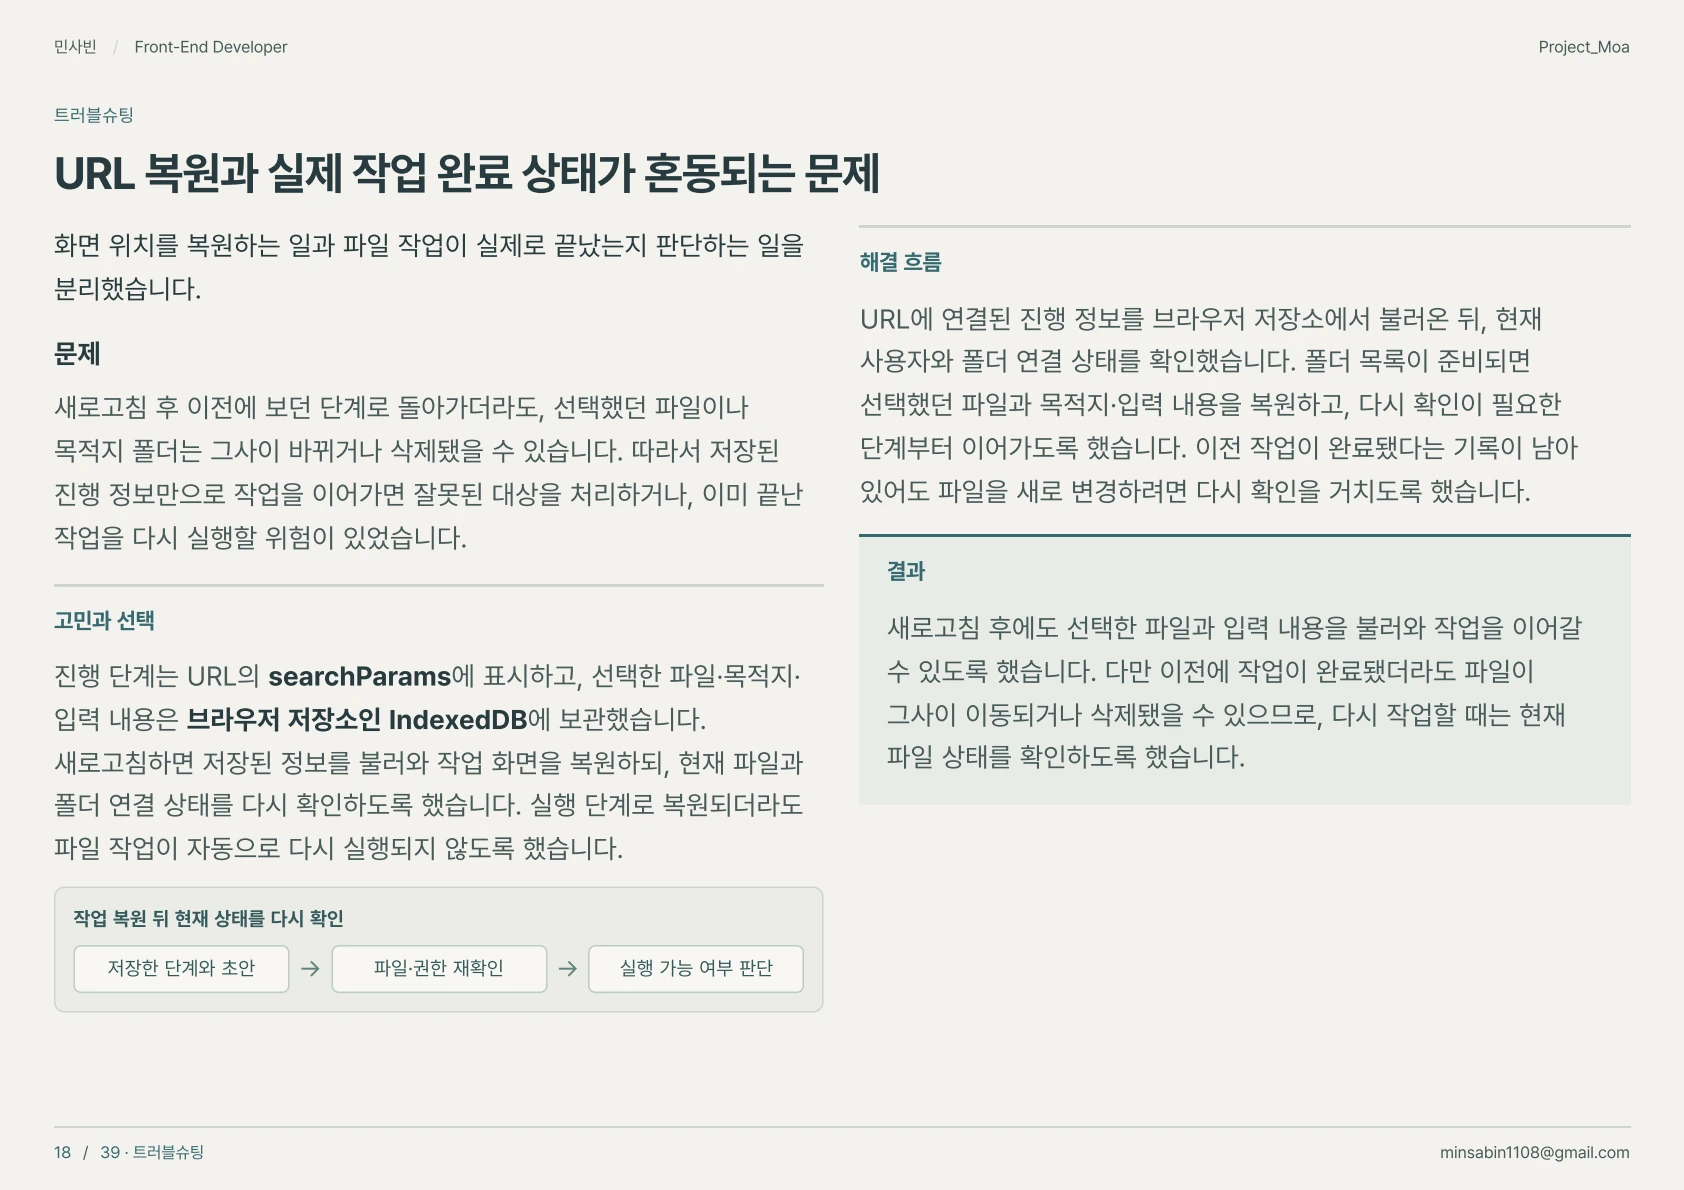 민사빈 / Front-End Developer
Project_Moa
트러블슈팅
URL 복원과 실제 작업 완료 상태가 혼동되는 문제
화면 위치를 복원하는 일과 파일 작업이 실제로 끝났는지 판단하는 일을
분리했습니다.
문제
새로고침 후 이전에 보던 단계로 돌아가더라도, 선택했던 파일이나
목적지 폴더는 그사이 바뀌거나 삭제됐을 수 있습니다. 따라서 저장된
진행 정보만으로 작업을 이어가면 잘못된 대상을 처리하거나, 이미 끝난
작업을 다시 실행할 위험이 있었습니다.
고민과 선택
진행 단계는 URL의 searchParams에 표시하고, 선택한 파일·목적지·
입력 내용은 브라우저 저장소인 IndexedDB에 보관했습니다.
새로고침하면 저장된 정보를 불러와 작업 화면을 복원하되, 현재 파일과
폴더 연결 상태를 다시 확인하도록 했습니다. 실행 단계로 복원되더라도
파일 작업이 자동으로 다시 실행되지 않도록 했습니다.
작업 복원 뒤 현재 상태를 다시 확인
저장한 단계와 초안 → 파일·권한 재확인 → 실행 가능 여부 판단
해결 흐름
URL에 연결된 진행 정보를 브라우저 저장소에서 불러온 뒤, 현재
사용자와 폴더 연결 상태를 확인했습니다. 폴더 목록이 준비되면
선택했던 파일과 목적지·입력 내용을 복원하고, 다시 확인이 필요한
단계부터 이어가도록 했습니다. 이전 작업이 완료됐다는 기록이 남아
있어도 파일을 새로 변경하려면 다시 확인을 거치도록 했습니다.
결과
새로고침 후에도 선택한 파일과 입력 내용을 불러와 작업을 이어갈
수 있도록 했습니다. 다만 이전에 작업이 완료됐더라도 파일이
그사이 이동되거나 삭제됐을 수 있으므로, 다시 작업할 때는 현재
파일 상태를 확인하도록 했습니다.
18 / 39 · 트러블슈팅
minsabin1108@gmail.com